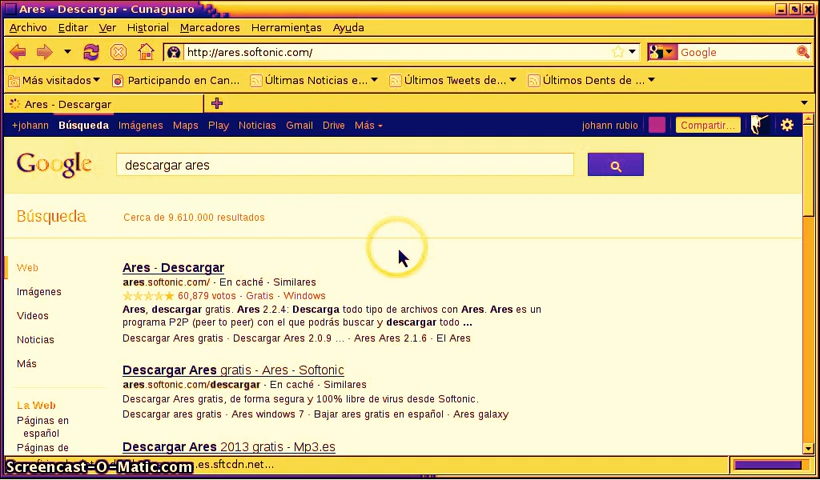 Ares - Descargar - Cunaguaro
Archivo Editar Ver Historial Marcadores Herramientas Ayuda
http://ares.softonic.com/ Google
Más visitados Participando en Can... Últimas Noticias e... Últimos Tweets de... Últimos Dents de ...
Ares - Descargar
+johann Búsqueda Imágenes Maps Play Noticias Gmail Drive Más johann rubio Compartir...
Google descargar ares
Búsqueda Cerca de 9.610.000 resultados
Web
Imágenes
Videos
Noticias
Más
La Web
Páginas en
español
Páginas de
Ares - Descargar
ares.softonic.com/ - En caché - Similares
60,879 votos - Gratis - Windows
Ares, descargar gratis. Ares 2.2.4: Descarga todo tipo de archivos con Ares. Ares es un
programa P2P (peer to peer) con el que podrás buscar y descargar todo ...
Descargar Ares gratis - Descargar Ares 2.0.9 ... - Ares Ares 2.1.6 - El Ares
Descargar Ares gratis - Ares - Softonic
ares.softonic.com/descargar - En caché - Similares
Descargar Ares gratis, de forma segura y 100% libre de virus desde Softonic.
Descargar ares gratis - Ares windows 7 - Bajar ares gratis en español - Ares galaxy
Descargar Ares 2013 gratis - Mp3.es
Screencast-O-Matic.com .es.sftcdn.net...